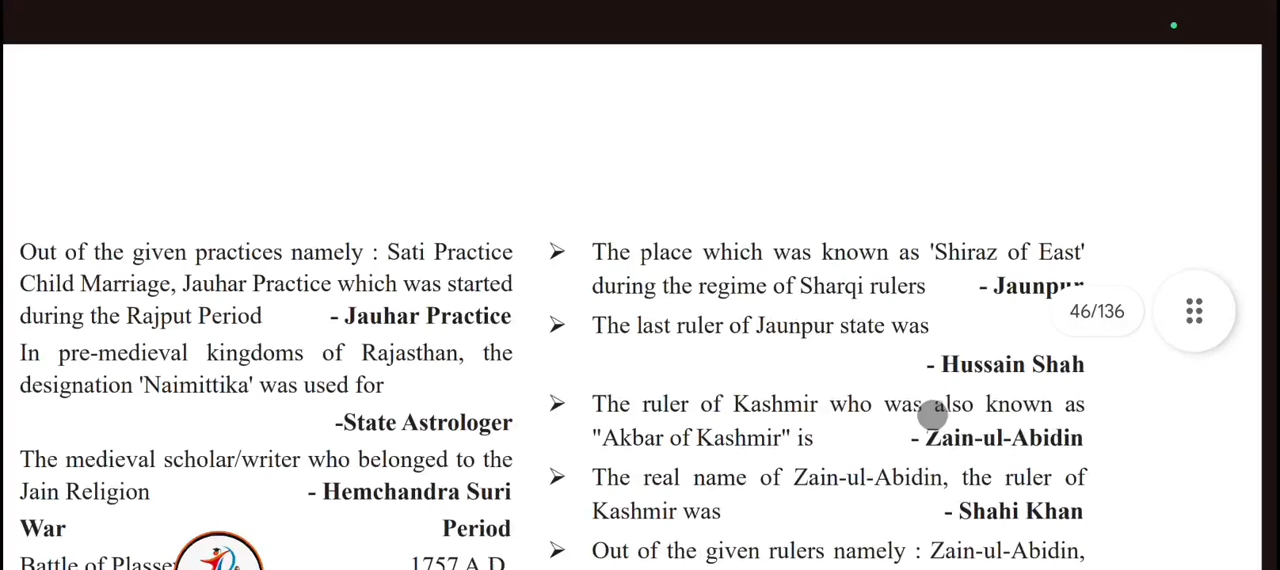 Out of the given practices namely : Sati Practice
Child Marriage, Jauhar Practice which was started
during the Rajput Period - Jauhar Practice
In pre-medieval kingdoms of Rajasthan, the
designation 'Naimittika' was used for
-State Astrologer
The medieval scholar/writer who belonged to the
Jain Religion - Hemchandra Suri
War Period
Battle of 1757 A.D.
➢ The place which was known as 'Shiraz of East'
during the regime of Sharqi rulers - Jaunpur
➢ The last ruler of Jaunpur state was
- Hussain Shah
➢ The ruler of Kashmir who was also known as
"Akbar of Kashmir" is - Zain-ul-Abidin
➢ The real name of Zain-ul-Abidin, the ruler of
Kashmir was - Shahi Khan
➢ Out of the given rulers namely : Zain-ul-Abidin,
46/136